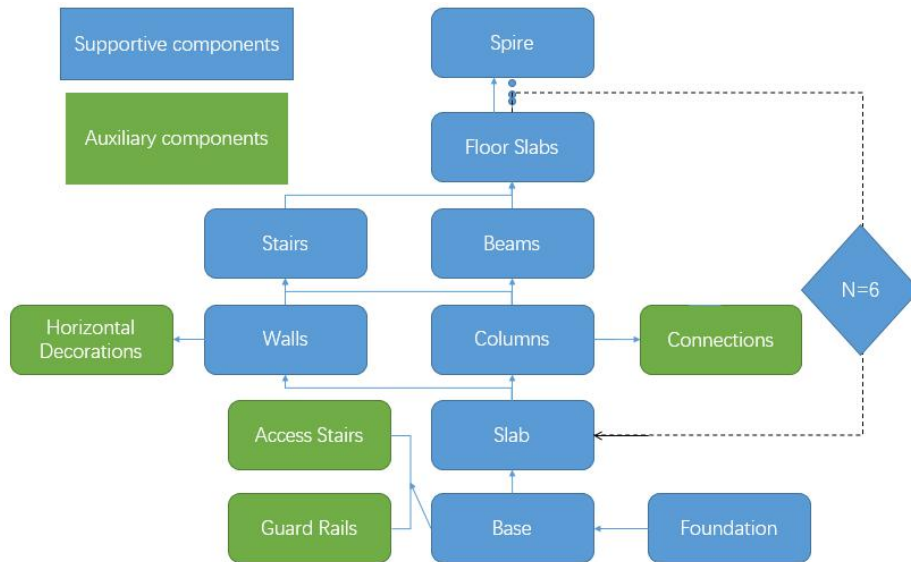 Supportive components
Spire
Auxiliary components
Floor Slabs
Stairs
Beams
N=6
Horizontal
Decorations
Walls
Columns
Connections
Access Stairs
Slab
Guard Rails
Base
Foundation